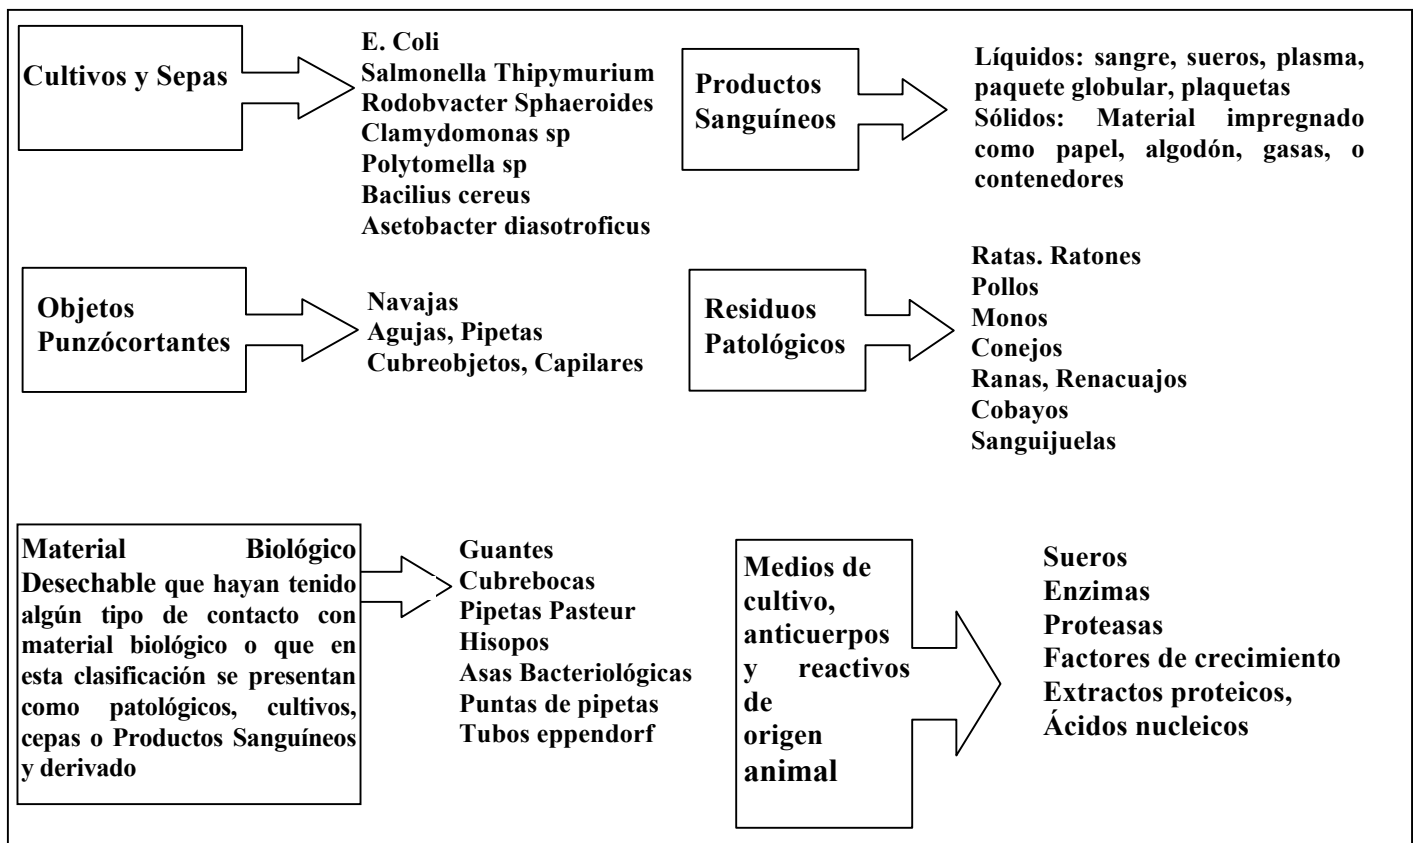 Cultivos y Sepas
E. Coli
Salmonella Thipymurium
Rodobvacter Sphaeroides
Clamydomonas sp
Polytomella sp
Bacilius cereus
Asetobacter diasotroficus
Productos
Sanguíneos
Líquidos: sangre, sueros, plasma,
paquete globular, plaquetas
Sólidos: Material impregnado
como papel, algodón, gasas, o
contenedores
Objetos
Punzócortantes
Navajas
Agujas, Pipetas
Cubreobjetos, Capilares
Residuos
Patológicos
Ratas. Ratones
Pollos
Monos
Conejos
Ranas, Renacuajos
Cobayos
Sanguijuelas
Material Biológico
Desechable que hayan tenido
algún tipo de contacto con
material biológico o que en
esta clasificación se presentan
como patológicos, cultivos,
cepas o Productos Sanguíneos
y derivado
Guantes
Cubrebocas
Pipetas Pasteur
Hisopos
Asas Bacteriológicas
Puntas de pipetas
Tubos eppendorf
Medios de
cultivo,
anticuerpos
y reactivos
de
origen
animal
Sueros
Enzimas
Proteasas
Factores de crecimiento
Extractos proteicos,
Ácidos nucleicos